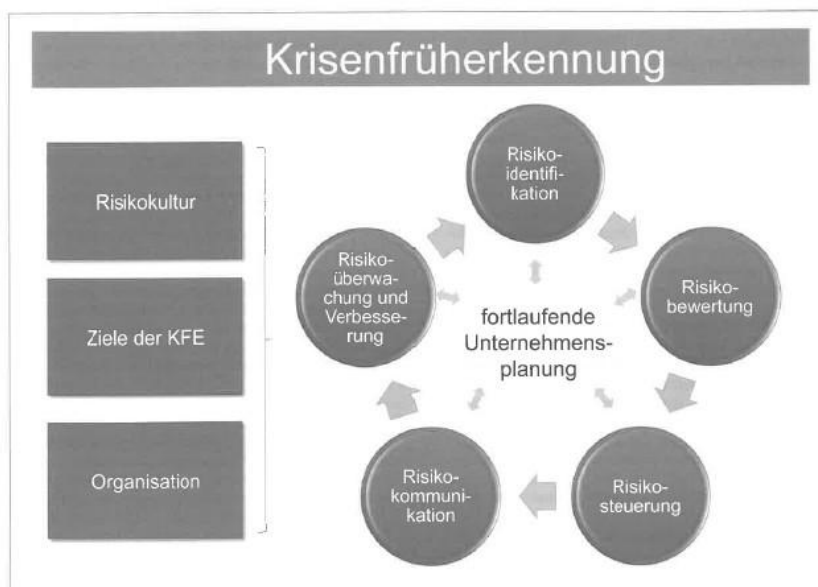 Krisenfrüherkennung
Risikokultur
Ziele der KFE
Organisation
Risiko-
identifi-
kation
Risiko-
bewertung
Risiko-
steuerung
Risiko-
kommuni-
kation
Risiko-
überwa-
chung und
Verbesse-
rung
fortlaufende
Unternehmens-
planung